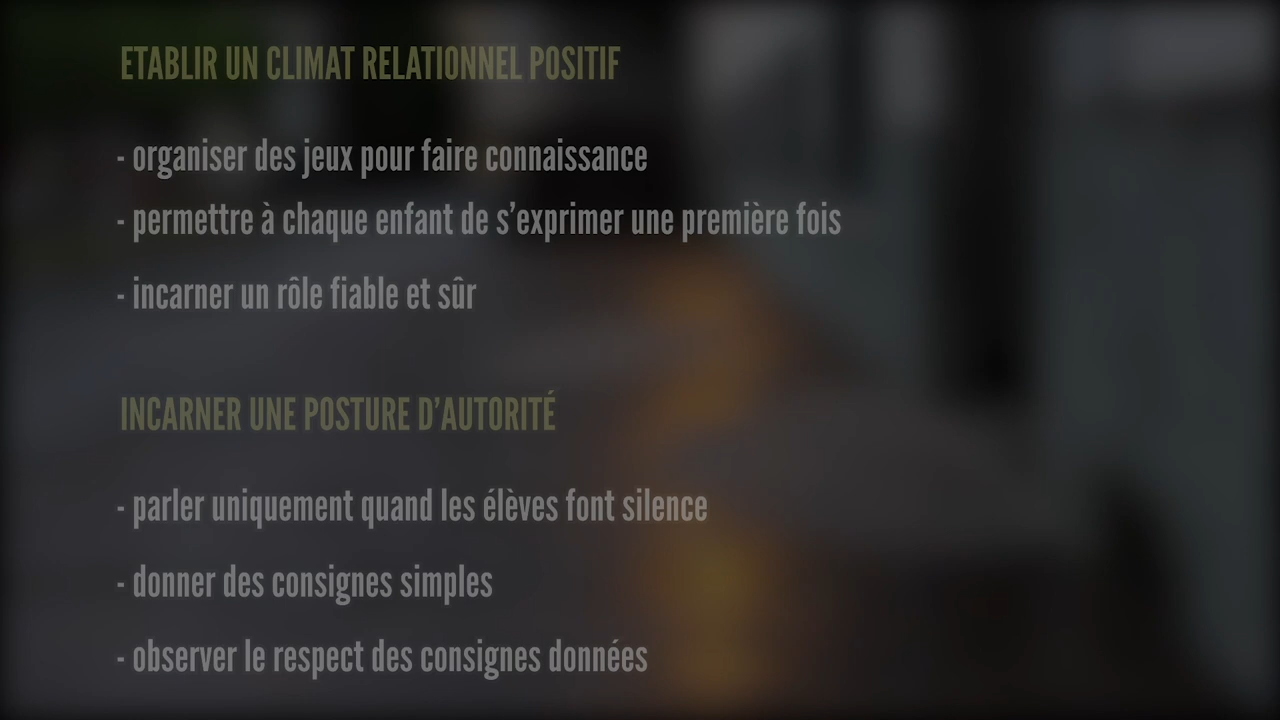 ETABLIR UN CLIMAT RELATIONNEL POSITIF
- organiser des jeux pour faire connaissance
- permettre à chaque enfant de s’exprimer une première fois
- incarner un rôle fiable et sûr
INCARNER UNE POSTURE D’AUTORITÉ
- parler uniquement quand les élèves font silence
- donner des consignes simples
- observer le respect des consignes données